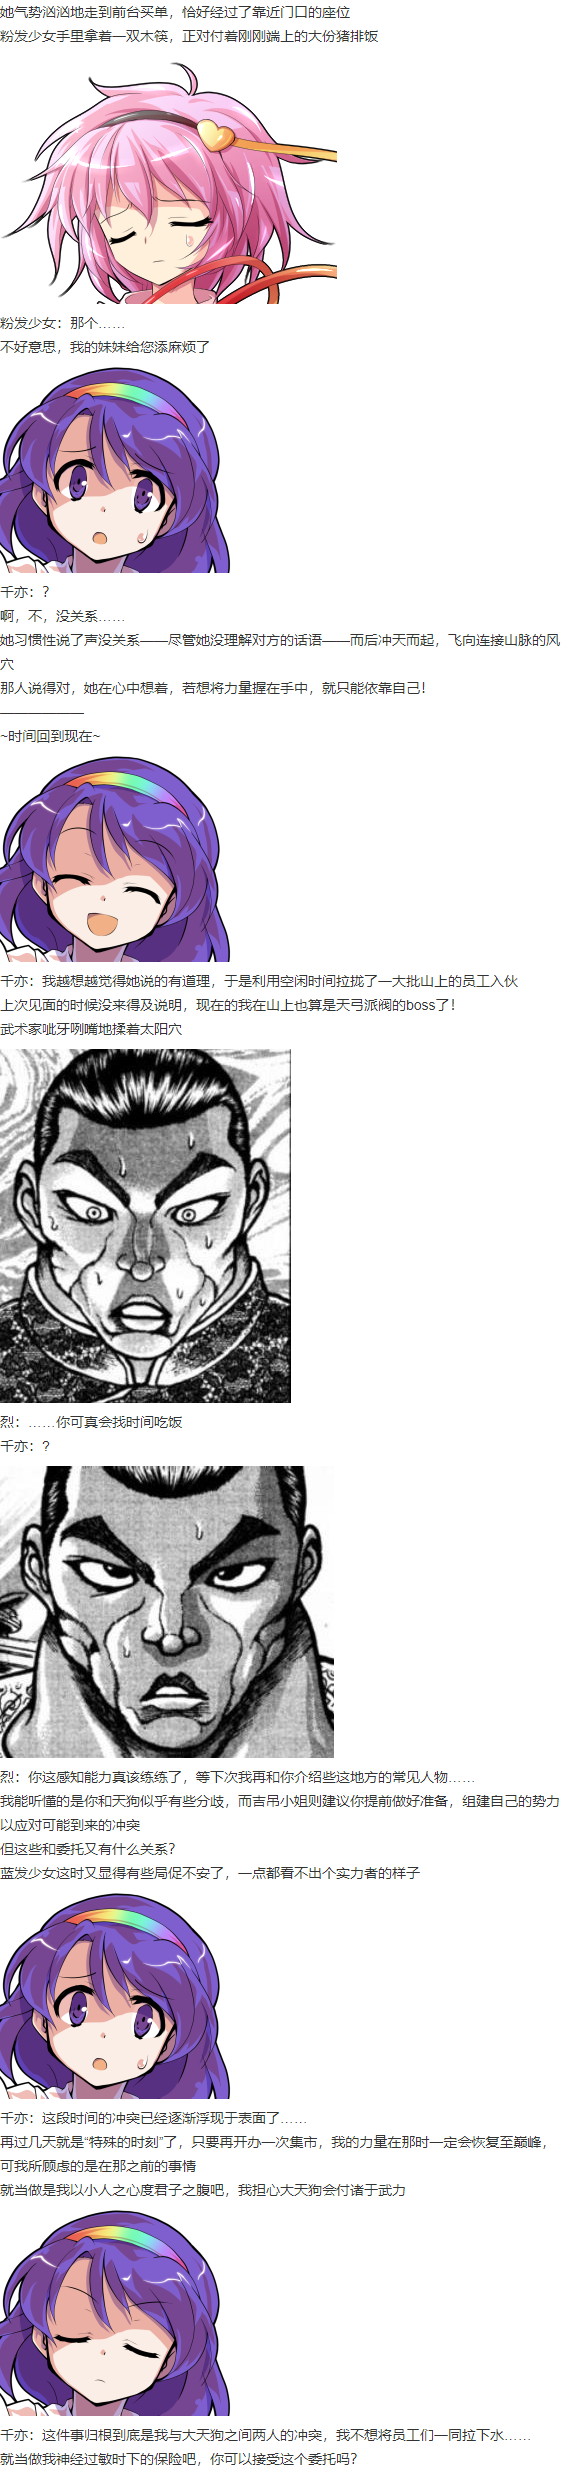 她气势汹汹地走到前台买单，恰好经过了靠近门口的座位
粉发少女手里拿着一双木筷，正对付着刚刚端上的大份猪排饭
粉发少女：那个……
不好意思，我的妹妹给您添麻烦了
千亦：？
啊，不，没关系……
她习惯性说了声没关系——尽管她没理解对方的话语——而后冲天而起，飞向连接山脉的风
穴
那人说得对，她在心中想着，若想将力量握在手中，就只能依靠自己！
——————
~时间回到现在~
千亦：我越想越觉得她说的有道理，于是利用空闲时间拉拢了一大批山上的员工入伙
上次见面的时候没来得及说明，现在的我在山上也算是天弓派阀的boss了！
武术家呲牙咧嘴地揉着太阳穴
烈：……你可真会找时间吃饭
千亦：？
烈：你这感知能力真该练练了，等下次我再和你介绍些这地方的常见人物……
我能听懂的是你和天狗似乎有些分歧，而吉吊小姐则建议你提前做好准备，组建自己的势力
以应对可能到来的冲突
但这些和委托又有什么关系？
蓝发少女这时又显得有些局促不安了，一点都看不出个实力者的样子
千亦：这段时间的冲突已经逐渐浮现于表面了……
再过几天就是“特殊的时刻”了，只要再开办一次集市，我的力量在那时一定会恢复至巅峰，
可我所顾虑的是在那之前的事情
就当做是我以小人之心度君子之腹吧，我担心大天狗会付诸于武力
千亦：这件事归根到底是我与大天狗之间两人的冲突，我不想将员工们一同拉下水……
就当做我神经过敏时下的保险吧，你可以接受这个委托吗？